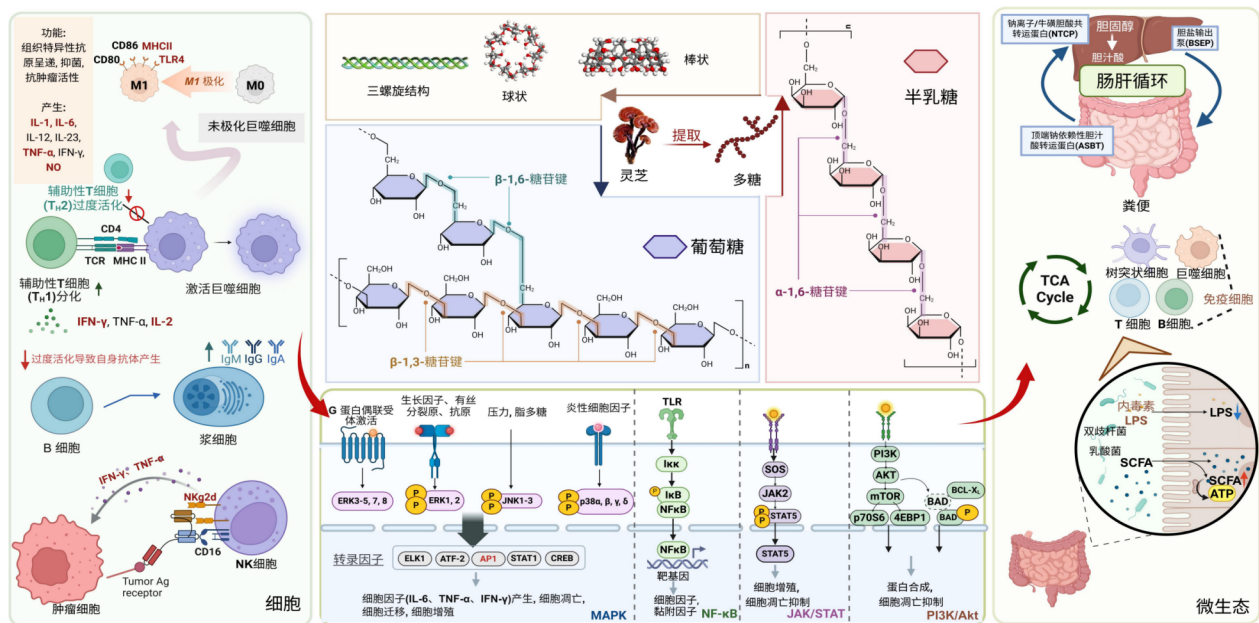 功能:
组织特异性抗
原呈递, 抑菌,
抗肿瘤活性
产生:
IL-1, IL-6,
IL-12, IL-23,
TNF-α, IFN-γ,
NO
CD86 MHCII
CD80
TLR4
M1
M1 极化
M0
未极化巨噬细胞
辅助性T细胞
(TH2)过度活化
CD4
TCR
MHC II
辅助性T细胞
(TH1)分化
激活巨噬细胞
IFN-γ, TNF-α, IL-2
过度活化导致自身抗体产生
IgM IgG IgA
B 细胞
浆细胞
IFN-γ、TNF-α
NKg2d
CD16
NK细胞
Tumor Ag
receptor
肿瘤细胞
细胞
三螺旋结构
球状
棒状
灵芝
提取
多糖
β-1,6-糖苷键
葡萄糖
β-1,3-糖苷键
n
半乳糖
α-1,6-糖苷键
n
G 蛋白偶联受
体激活
生长因子、有丝
分裂原、抗原
压力, 脂多糖
炎性细胞因子
ERK3-5, 7, 8
P
P
ERK1, 2
P
P
JNK1-3
P
P
p38α, β, γ, δ
转录因子
ELK1
ATF-2
AP1
STAT1
CREB
细胞因子(IL-6、TNF-α、IFN-γ)产生, 细胞凋亡,
细胞迁移, 细胞增殖
MAPK
TLR
Iκκ
P
IκB
NFκB
NFκB
靶基因
细胞因子,
黏附因子
NF-κB
SOS
JAK2
P
P
STAT5
STAT5
细胞增殖,
细胞凋亡抑制
JAK/STAT
PI3K
AKT
mTOR
p70S6
4EBP1
BAD
BCL-XL
BAD
P
蛋白合成,
细胞凋亡抑制
PI3K/Akt
钠离子/牛磺胆酸共
转运蛋白(NTCP)
胆固醇
胆汁酸
胆盐输出
泵(BSEP)
肠肝循环
顶端钠依赖性胆汁
酸转运蛋白(ASBT)
粪便
TCA
Cycle
树突状细胞
巨噬细胞
T 细胞
B细胞
免疫细胞
内毒素
LPS
LPS
双歧杆菌
乳酸菌
SCFA
SCFA
ATP
微生态